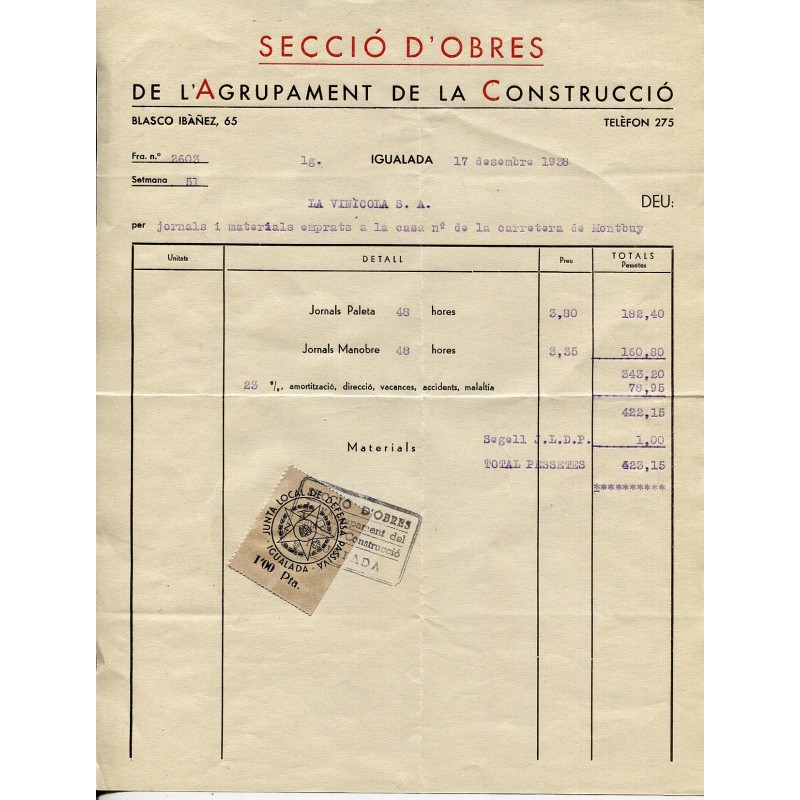 SECCIÓ D'OBRES
DE L'AGRUPAMENT DE LA CONSTRUCCIÓ
BLASCO IBÀÑEZ, 65 TELÈFON 275
Fra. n.º 2603 lg. IGUALADA 17 desembre 1938
Setmana 51
LA VINÍCOLA S. A. DEU:
per jornals i materials emprats a la casa nº de la carretera de Montbuy
Unitats DETALL Preu TOTALS
Pessetes
Jornals Paleta 48 hores 3,80 182,40
Jornals Manobre 48 hores 3,35 160,80
343,20
23 º/o, amortització, direcció, vacances, accidents, malaltia 78,95
422,15
Materials Segell J.L.D.P. 1,00
TOTAL PESSETES 423,15
**********
JUNTA LOCAL DE DEFENSA PASSIVA
IGUALADA
1'00 Pta.
SECCIÓ D'OBRES
del
Construcció